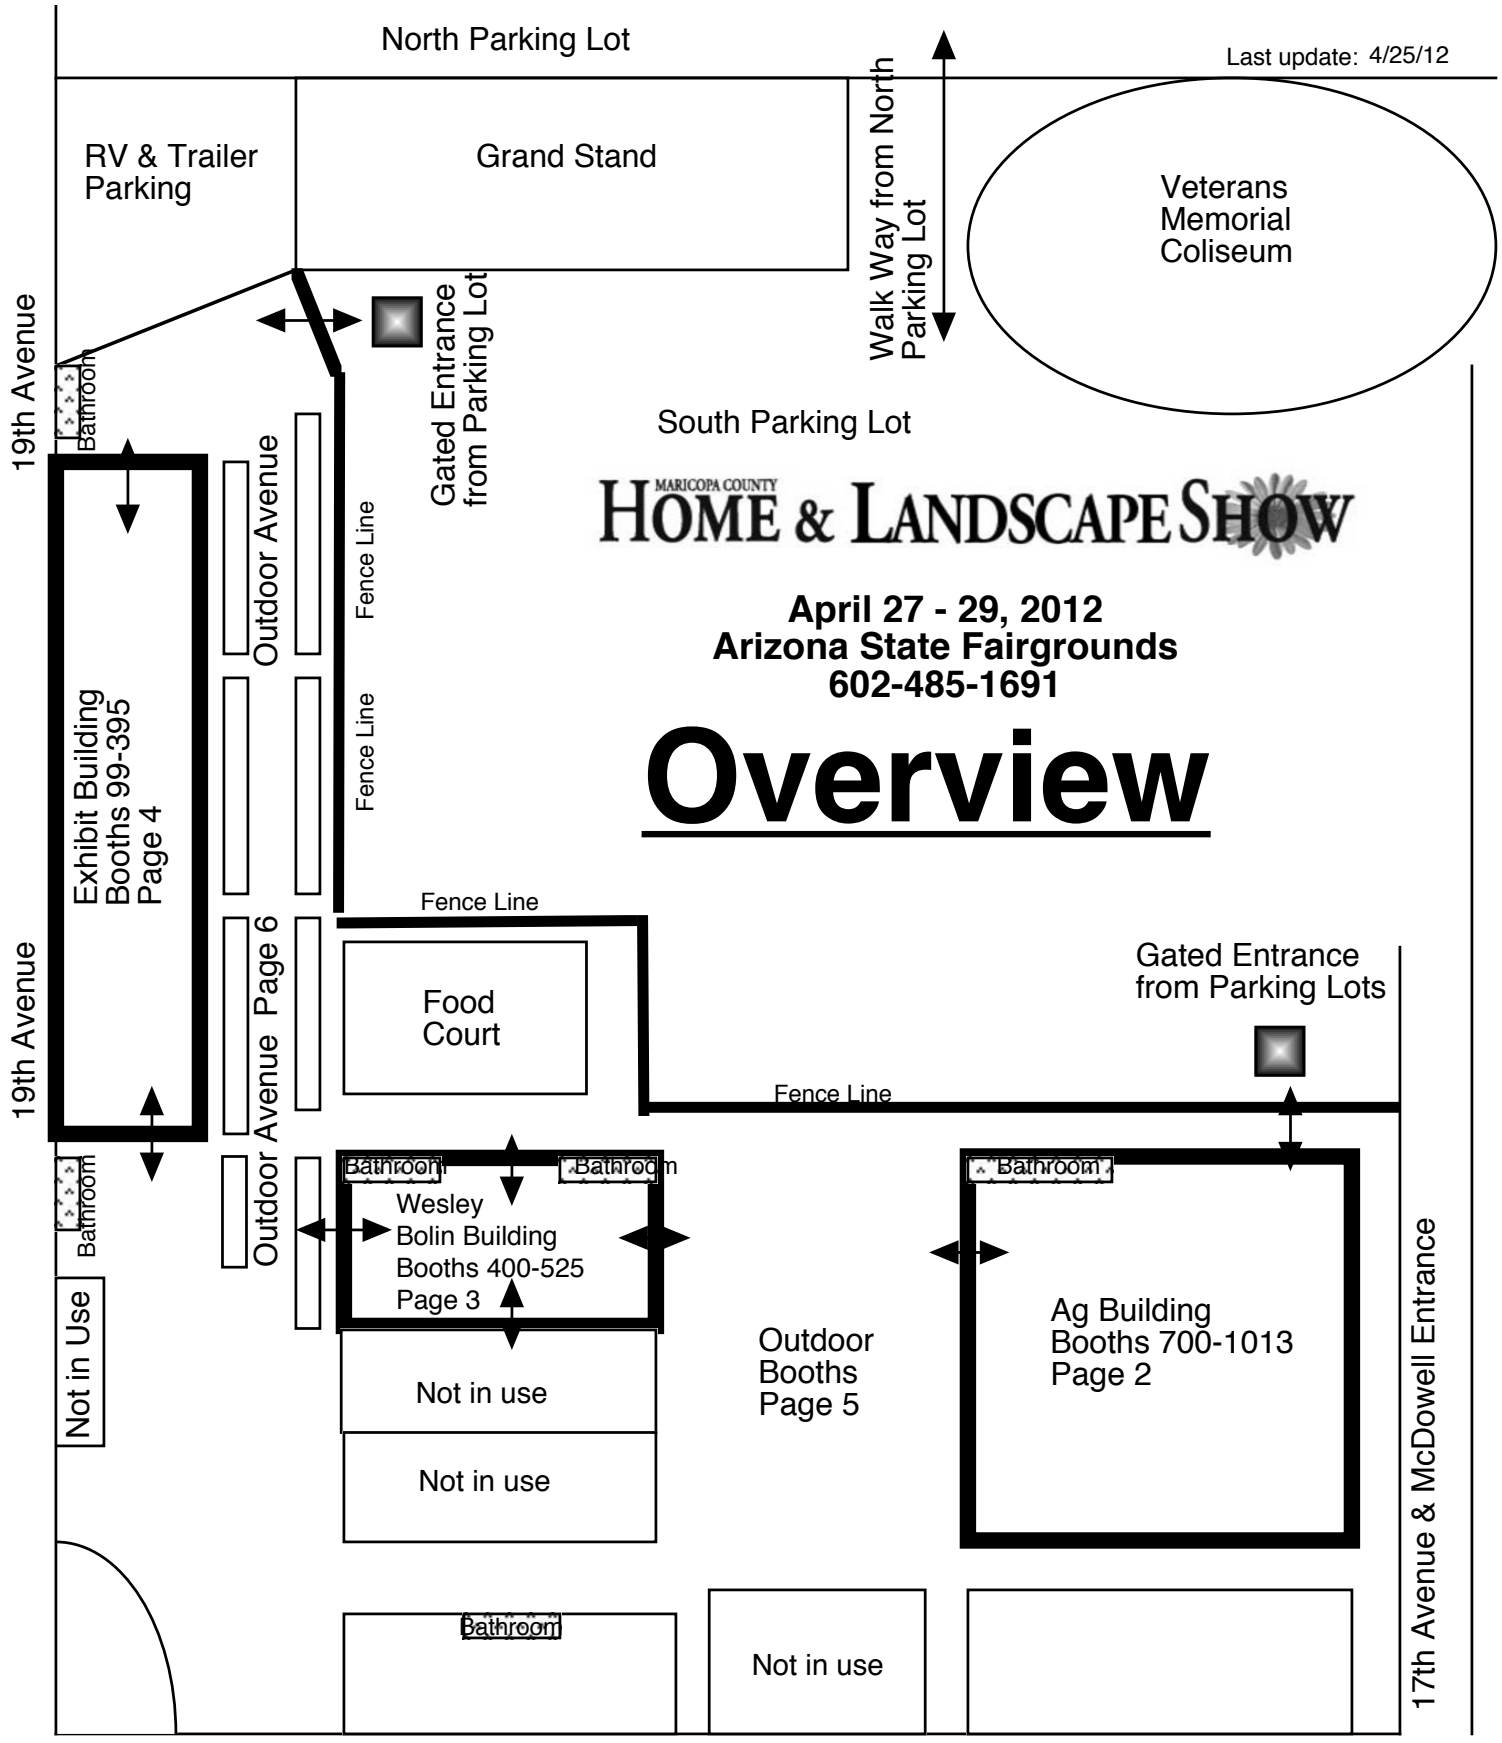 North Parking Lot
Last update: 4/25/12
RV & Trailer
Parking
Grand Stand
Walk Way from North
Parking Lot
Veterans
Memorial
Coliseum
19th Avenue
Bathroom
Gated Entrance
from Parking Lot
South Parking Lot
MARICOPA COUNTY
HOME & LANDSCAPE SHOW
Outdoor Avenue
Fence Line
April 27 - 29, 2012
Arizona State Fairgrounds
602-485-1691
Overview
Exhibit Building
Booths 99-395
Page 4
Fence Line
Fence Line
19th Avenue
Outdoor Avenue Page 6
Food
Court
Gated Entrance
from Parking Lots
Fence Line
Bathroom
Bathroom
Bathroom
Bathroom
Wesley
Bolin Building
Booths 400-525
Page 3
Not in Use
Outdoor
Booths
Page 5
Ag Building
Booths 700-1013
Page 2
17th Avenue & McDowell Entrance
Not in use
Not in use
Bathroom
Not in use